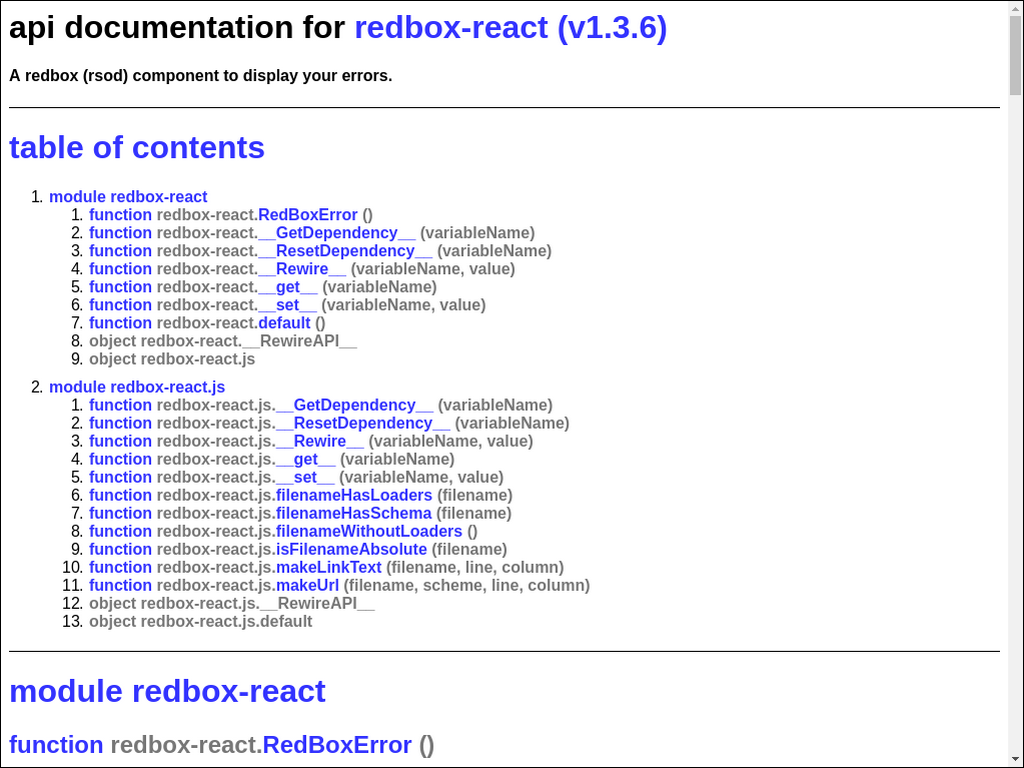 api documentation for redbox-react (v1.3.6)
A redbox (rsod) component to display your errors.
table of contents
1. module redbox-react
1. function redbox-react.RedBoxError ()
2. function redbox-react.__GetDependency__ (variableName)
3. function redbox-react.__ResetDependency__ (variableName)
4. function redbox-react.__Rewire__ (variableName, value)
5. function redbox-react.__get__ (variableName)
6. function redbox-react.__set__ (variableName, value)
7. function redbox-react.default ()
8. object redbox-react.__RewireAPI__
9. object redbox-react.js
2. module redbox-react.js
1. function redbox-react.js.__GetDependency__ (variableName)
2. function redbox-react.js.__ResetDependency__ (variableName)
3. function redbox-react.js.__Rewire__ (variableName, value)
4. function redbox-react.js.__get__ (variableName)
5. function redbox-react.js.__set__ (variableName, value)
6. function redbox-react.js.filenameHasLoaders (filename)
7. function redbox-react.js.filenameHasSchema (filename)
8. function redbox-react.js.filenameWithoutLoaders ()
9. function redbox-react.js.isFilenameAbsolute (filename)
10. function redbox-react.js.makeLinkText (filename, line, column)
11. function redbox-react.js.makeUrl (filename, scheme, line, column)
12. object redbox-react.js.__RewireAPI__
13. object redbox-react.js.default
module redbox-react
function redbox-react.RedBoxError ()